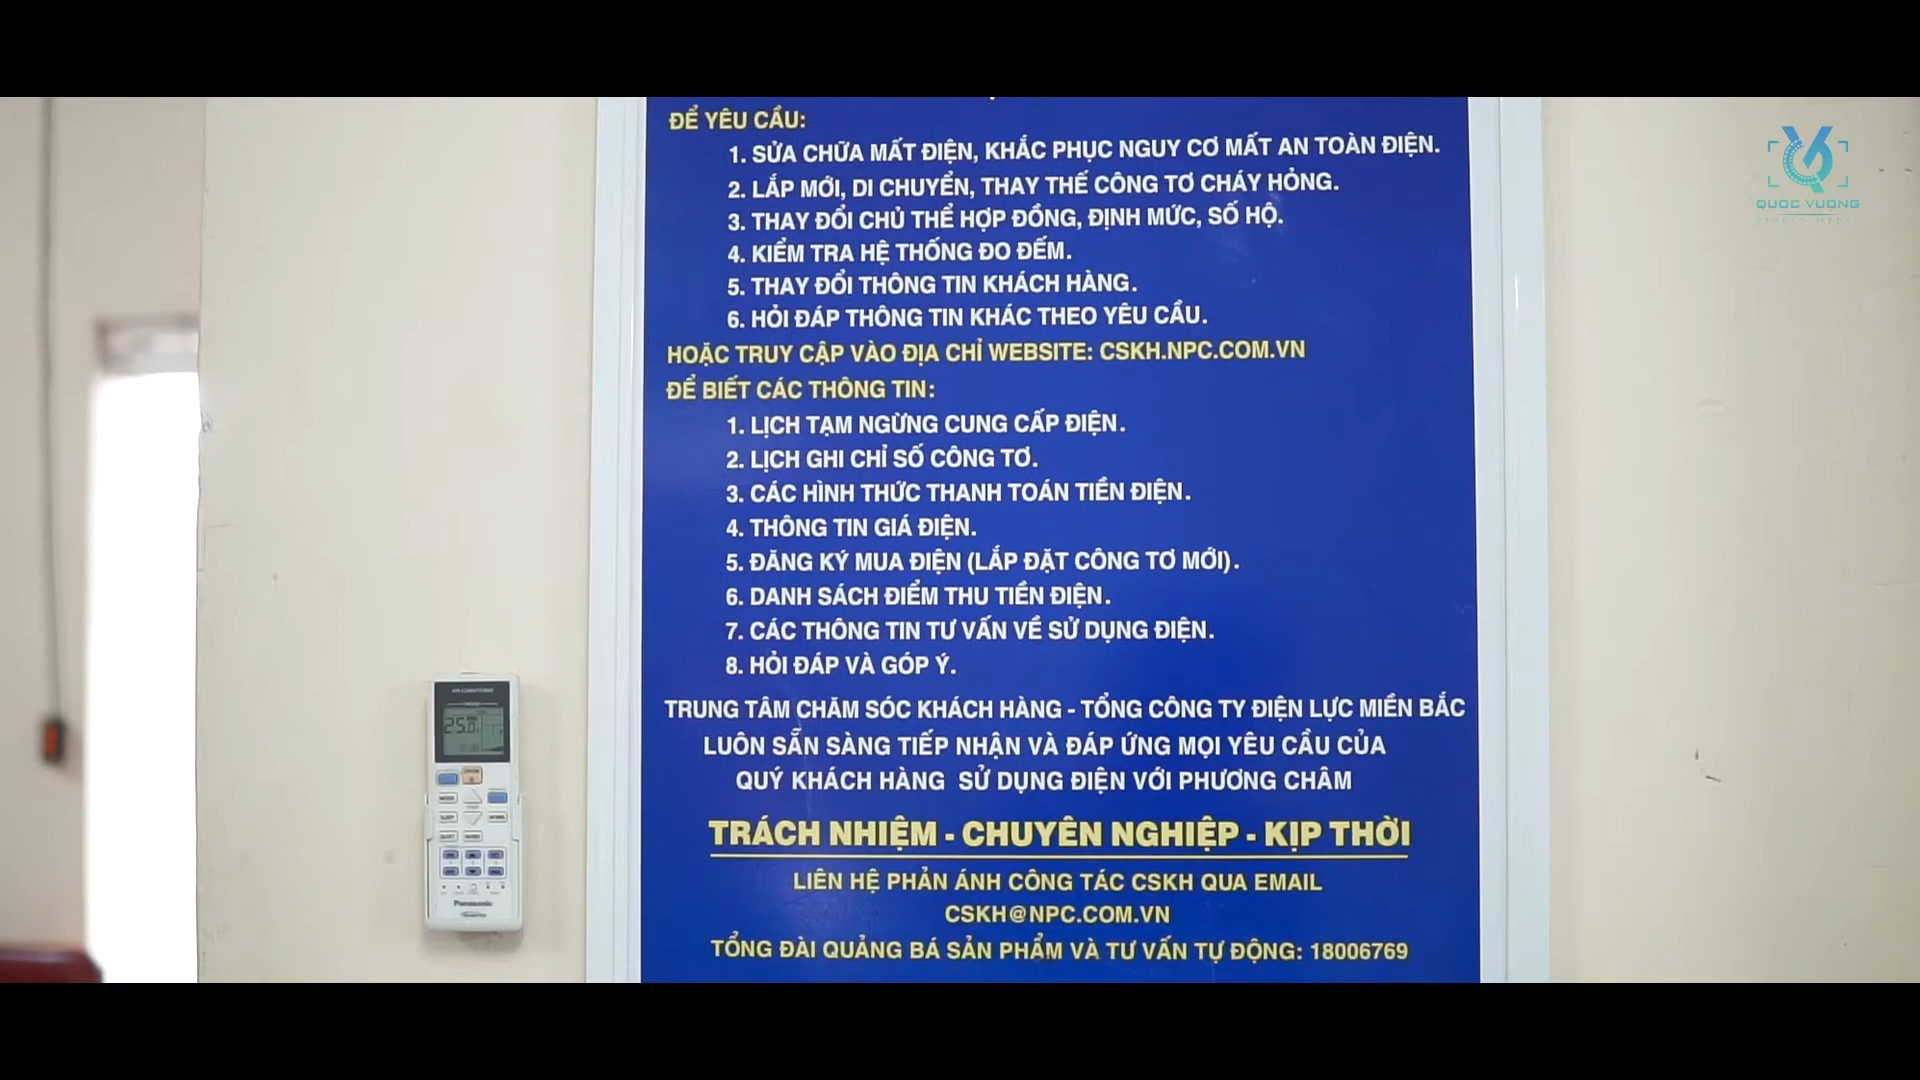 QUOC VUONG
ĐỂ YÊU CẦU:
1. SỬA CHỮA MẤT ĐIỆN, KHẮC PHỤC NGUY CƠ MẤT AN TOÀN ĐIỆN.
2. LẮP MỚI, DI CHUYỂN, THAY THẾ CÔNG TƠ CHÁY HỎNG.
3. THAY ĐỔI CHỦ THỂ HỢP ĐỒNG, ĐỊNH MỨC, SỐ HỘ.
4. KIỂM TRA HỆ THỐNG ĐO ĐẾM.
5. THAY ĐỔI THÔNG TIN KHÁCH HÀNG.
6. HỎI ĐÁP THÔNG TIN KHÁC THEO YÊU CẦU.
HOẶC TRUY CẬP VÀO ĐỊA CHỈ WEBSITE: CSKH.NPC.COM.VN
ĐỂ BIẾT CÁC THÔNG TIN:
1. LỊCH TẠM NGỪNG CUNG CẤP ĐIỆN.
2. LỊCH GHI CHỈ SỐ CÔNG TƠ.
3. CÁC HÌNH THỨC THANH TOÁN TIỀN ĐIỆN.
4. THÔNG TIN GIÁ ĐIỆN.
5. ĐĂNG KÝ MUA ĐIỆN (LẮP ĐẶT CÔNG TƠ MỚI).
6. DANH SÁCH ĐIỂM THU TIỀN ĐIỆN.
7. CÁC THÔNG TIN TƯ VẤN VỀ SỬ DỤNG ĐIỆN.
8. HỎI ĐÁP VÀ GÓP Ý.
TRUNG TÂM CHĂM SÓC KHÁCH HÀNG - TỔNG CÔNG TY ĐIỆN LỰC MIỀN BẮC
LUÔN SẴN SÀNG TIẾP NHẬN VÀ ĐÁP ỨNG MỌI YÊU CẦU CỦA
QUÝ KHÁCH HÀNG SỬ DỤNG ĐIỆN VỚI PHƯƠNG CHÂM
TRÁCH NHIỆM - CHUYÊN NGHIỆP - KỊP THỜI
LIÊN HỆ PHẢN ÁNH CÔNG TÁC CSKH QUA EMAIL
CSKH@NPC.COM.VN
TỔNG ĐÀI QUẢNG BÁ SẢN PHẨM VÀ TƯ VẤN TỰ ĐỘNG: 18006769
AIR CONDITIONER
25.0
Panasonic